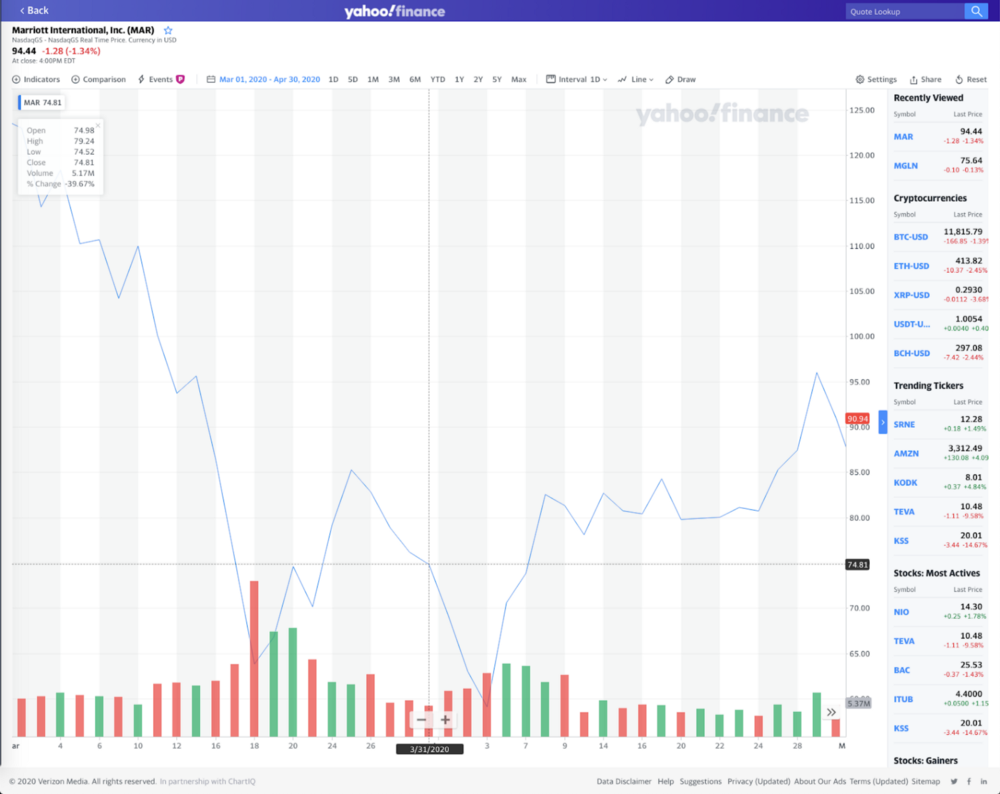 Back
yahoo!finance
Quote Lookup
Marriott International, Inc. (MAR)
NasdaqGS - NasdaqGS Real Time Price. Currency in USD
94.44 -1.28 (-1.34%)
At close: 4:00PM EDT
Indicators Comparison Events Mar 01, 2020 - Apr 30, 2020 1D 5D 1M 3M 6M YTD 1Y 2Y 5Y Max Interval 1D Line Draw Settings Share Reset
MAR 74.81
Open 74.98
High 79.24
Low 74.52
Close 74.81
Volume 5.17M
% Change -39.67%
yahoo!finance
125.00
120.00
115.00
110.00
105.00
100.00
95.00
90.94
90.00
85.00
80.00
74.81
70.00
65.00
5.37M
ar 4 6 10 12 16 18 20 24 26 3/31/2020 3 7 9 14 16 20 22 24 28 M
Recently Viewed
Symbol Last Price
MAR 94.44
-1.28 -1.34%
MGLN 75.64
-0.10 -0.13%
Cryptocurrencies
Symbol Last Price
BTC-USD 11,815.79
-166.85 -1.39%
ETH-USD 413.82
-10.37 -2.45%
XRP-USD 0.2930
-0.0112 -3.68%
USDT-U... 1.0054
+0.0040 +0.40
BCH-USD 297.08
-7.42 -2.44%
Trending Tickers
Symbol Last Price
SRNE 12.28
+0.18 +1.49%
AMZN 3,312.49
+130.08 +4.09
KODK 8.01
+0.37 +4.84%
TEVA 10.48
-1.11 -9.58%
KSS 20.01
-3.44 -14.67%
Stocks: Most Actives
Symbol Last Price
NIO 14.30
+0.25 +1.78%
TEVA 10.48
-1.11 -9.58%
BAC 25.53
-0.37 -1.43%
ITUB 4.4000
+0.0500 +1.15
KSS 20.01
-3.44 -14.67%
Stocks: Gainers
© 2020 Verizon Media. All rights reserved. In partnership with ChartIQ
Data Disclaimer Help Suggestions Privacy (Updated) About Our Ads Terms (Updated) Sitemap